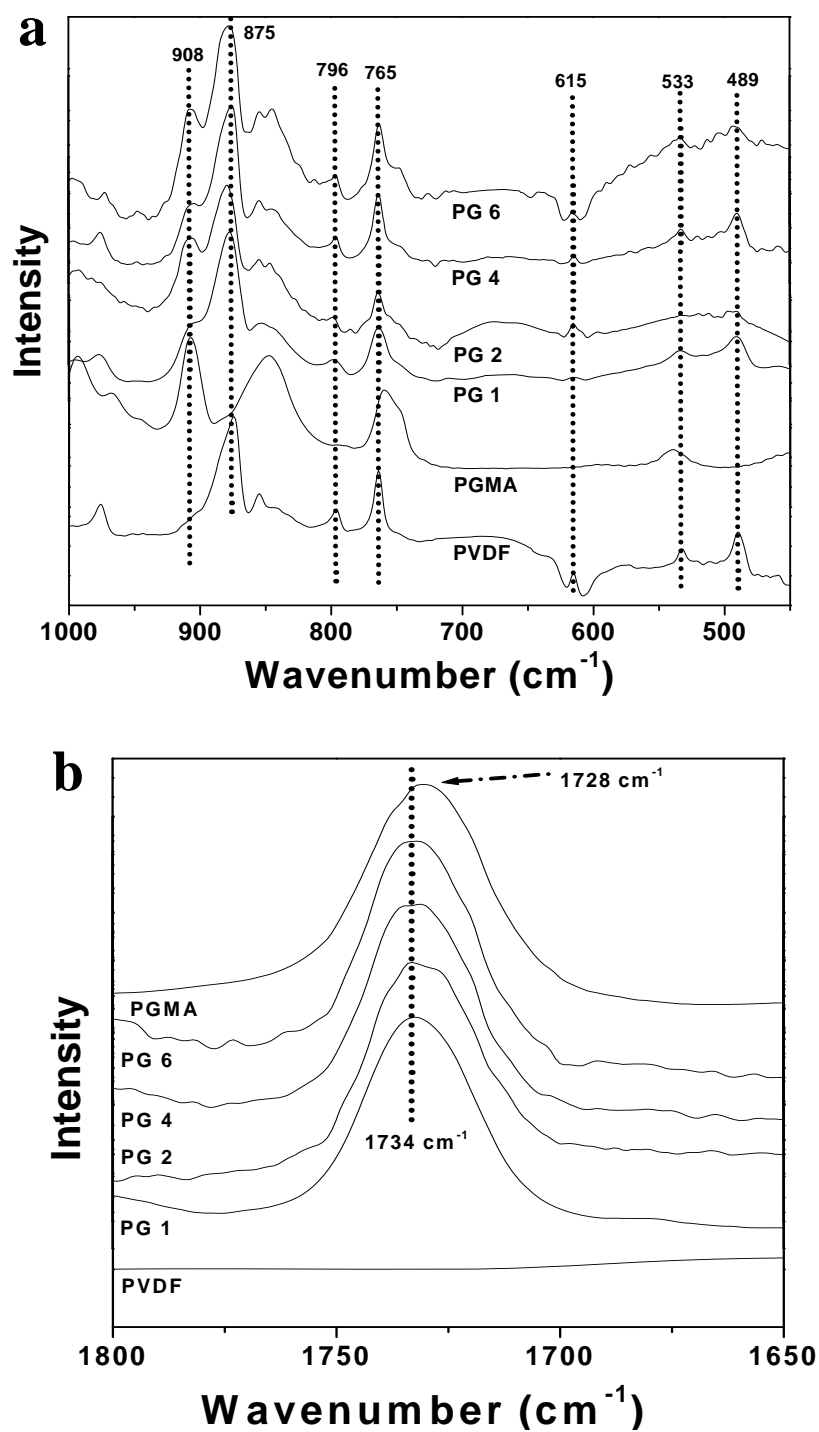 a
908
875
796
765
615
533
489
PG 6
PG 4
PG 2
PG 1
PGMA
PVDF
Intensity
1000 900 800 700 600 500
Wavenumber (cm⁻¹)
b
1728 cm⁻¹
PGMA
PG 6
PG 4
1734 cm⁻¹
PG 2
PG 1
PVDF
Intensity
1800 1750 1700 1650
Wavenumber (cm⁻¹)